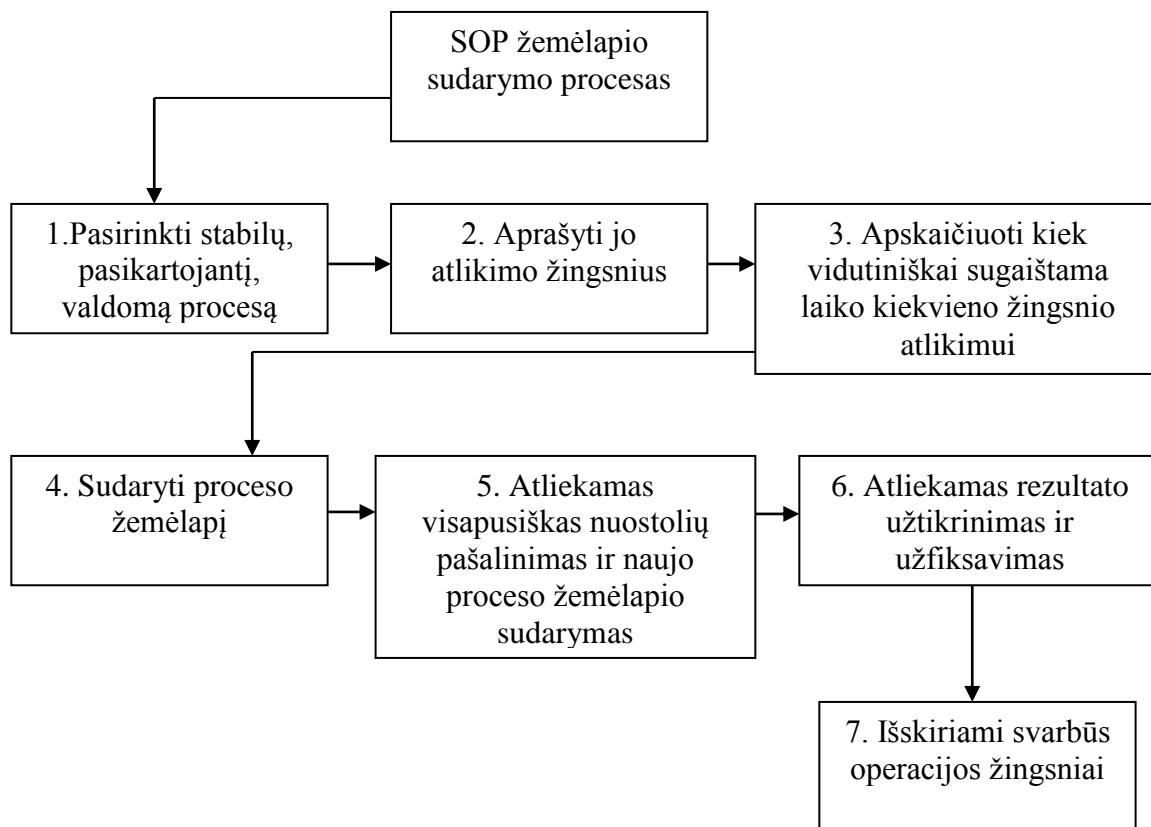 SOP žemėlapio
sudarymo procesas
1.Pasirinkti stabilų,
pasikartojantį,
valdomą procesą
2. Aprašyti jo
atlikimo žingsnius
3. Apskaičiuoti kiek
vidutiniškai sugaištama
laiko kiekvieno žingsnio
atlikimui
4. Sudaryti proceso
žemėlapį
5. Atliekamas
visapusiškas nuostolių
pašalinimas ir naujo
proceso žemėlapio
sudarymas
6. Atliekamas rezultato
užtikrinimas ir
užfiksavimas
7. Išskiriami svarbūs
operacijos žingsniai